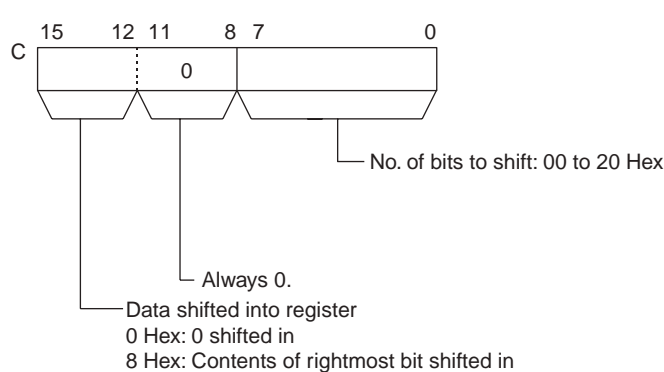 15 12 11 8 7 0
C
0
No. of bits to shift: 00 to 20 Hex
Always 0.
Data shifted into register
0 Hex: 0 shifted in
8 Hex: Contents of rightmost bit shifted in